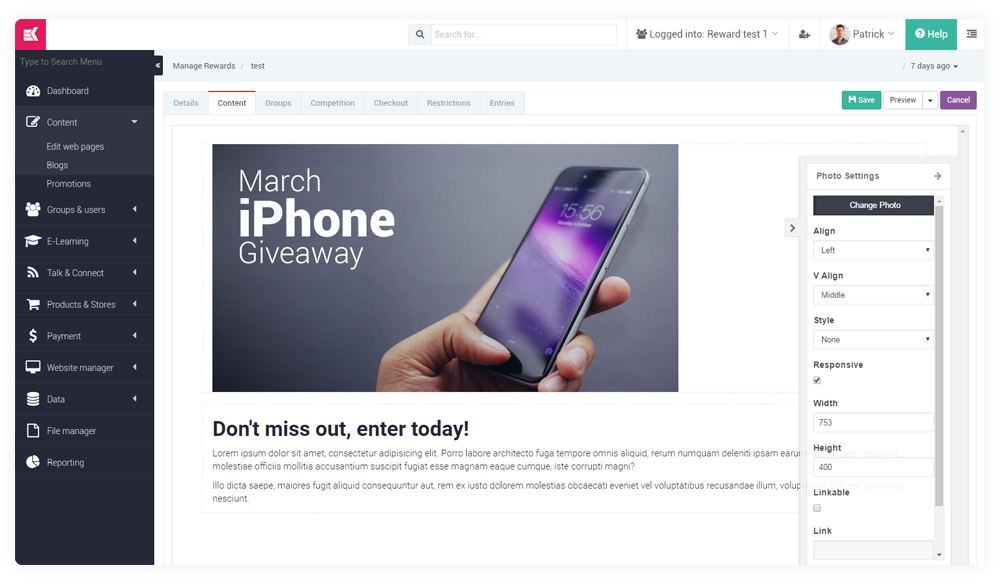 Search for...
Logged into: Reward test 1
Patrick
Help
Type to Search Menu
Manage Rewards / test
/ 7 days ago
Dashboard
Content
Edit web pages
Blogs
Promotions
Groups & users
E-Learning
Talk & Connect
Products & Stores
Payment
Website manager
Data
File manager
Reporting
Details
Content
Groups
Competition
Checkout
Restrictions
Entries
Save
Preview
Cancel
March
iPhone
Giveaway
15:56
Don't miss out, enter today!
Lorem ipsum dolor sit amet, consectetur adipisicing elit. Porro labore architecto fuga tempore omnis aliquid, rerum numquam deleniti ipsam
molestiae officiis mollitia accusantium suscipit fugiat esse magnam eaque cumque, iste corrupti magni?
Illo dicta saepe, maiores fugit aliquid consequuntur aut, rem ex iusto dolorem molestias obcaecati eveniet vel voluptatibus recusandae illum,
nesciunt.
Photo Settings
Change Photo
Align
Left
V Align
Middle
Style
None
Responsive
Width
753
Height
400
Linkable
Link